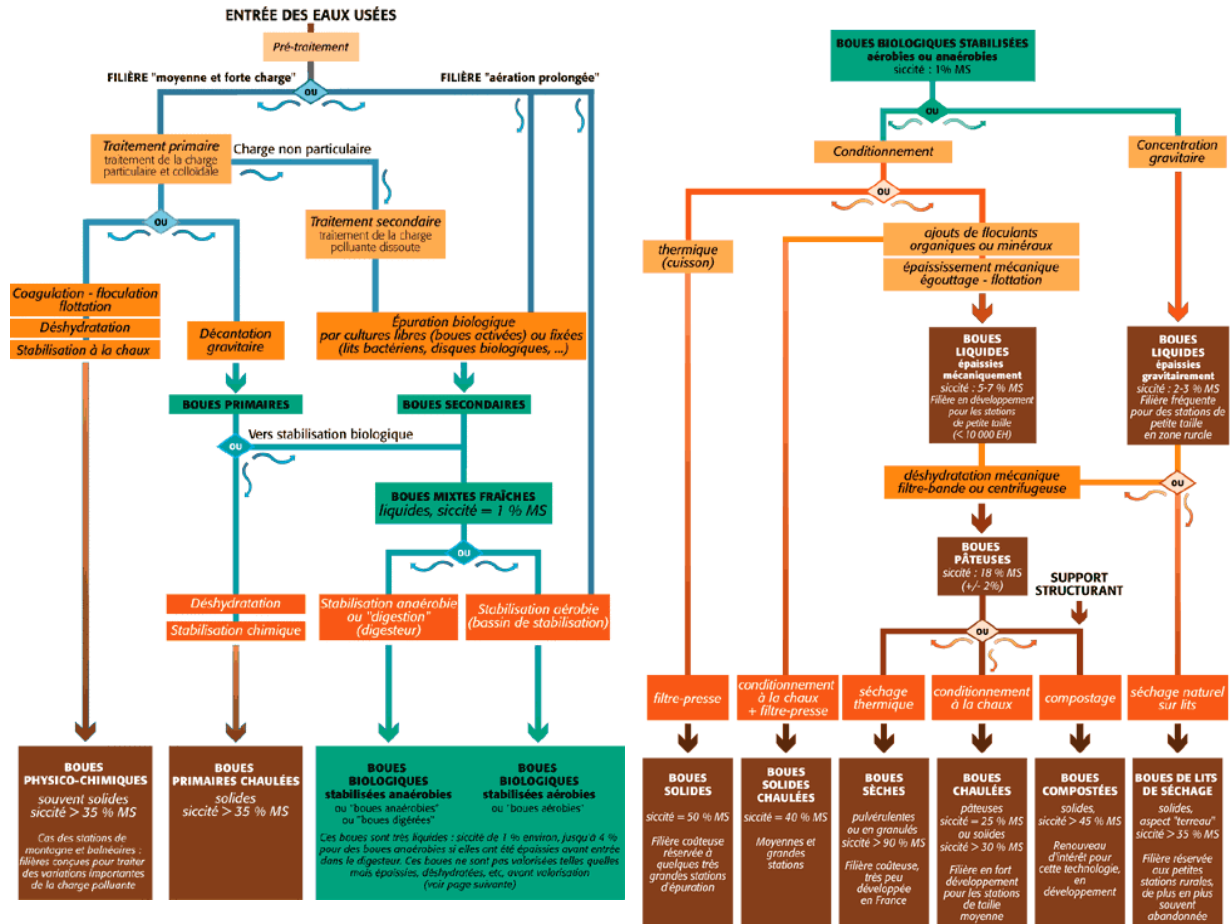 ENTRÉE DES EAUX USÉES
Pré-traitement
FILIÈRE "moyenne et forte charge"
FILIÈRE "aération prolongée"
OU
Traitement primaire
traitement de la charge
particulaire et colloïdale
Charge non particulaire
OU
Traitement secondaire
traitement de la charge
polluante dissoute
Coagulation - floculation
flottation
Déshydratation
Stabilisation à la chaux
Décantation
gravitaire
Épuration biologique
par cultures libres (boues activées) ou fixées
(lits bactériens, disques biologiques, ...)
BOUES PRIMAIRES
BOUES SECONDAIRES
Vers stabilisation biologique
OU
BOUES MIXTES FRAÎCHES
liquides, siccité = 1 % MS
OU
Déshydratation
Stabilisation chimique
Stabilisation anaérobie
ou "digestion"
(digesteur)
Stabilisation aérobie
(bassin de stabilisation)
BOUES
PHYSICO-CHIMIQUES
souvent solides
siccité > 35 % MS
Cas des stations de
montagne et balnéaires :
filières conçues pour traiter
des variations importantes
de la charge polluante
BOUES
PRIMAIRES CHAULÉES
solides
siccité > 35 % MS
BOUES
BIOLOGIQUES
stabilisées anaérobies
ou "boues anaérobies"
ou "boues digérées"
BOUES
BIOLOGIQUES
stabilisées aérobies
ou "boues aérobies"
Ces boues sont très liquides : siccité de 1 % environ, jusqu'à 4 %
pour des boues anaérobies si elles ont été épaissies avant entrée
dans le digesteur. Ces boues ne sont pas valorisées telles quelles
mais épaissies, déshydratées, etc, avant valorisation
(voir page suivante)
BOUES BIOLOGIQUES STABILISÉES
aérobies ou anaérobies
siccité : 1% MS
OU
Conditionnement
Concentration
gravitaire
OU
thermique
(cuisson)
ajouts de floculants
organiques ou minéraux
épaississement mécanique
égouttage - flottation
BOUES
LIQUIDES
épaissies
mécaniquement
siccité : 5-7 % MS
Filière en développement
pour les stations
de petite taille
(< 10 000 EH)
BOUES
LIQUIDES
épaissies
gravitairement
siccité : 2-3 % MS
Filière fréquente
pour des stations de
petite taille
en zone rurale
déshydratation mécanique
filtre-bande ou centrifugeuse
OU
BOUES
PÂTEUSES
siccité : 18 % MS
(+/- 2%)
SUPPORT
STRUCTURANT
OU
filtre-presse
conditionnement
à la chaux
+ filtre-presse
séchage
thermique
conditionnement
à la chaux
compostage
séchage naturel
sur lits
BOUES
SOLIDES
siccité = 50 % MS
Filière coûteuse
réservée à
quelques très
grandes stations
d'épuration
BOUES
SOLIDES
CHAULÉES
siccité = 40 % MS
Moyennes et
grandes
stations
BOUES
SÈCHES
pulvérulentes
ou en granulés
siccité > 90 % MS
Filière coûteuse,
très peu
développée
en France
BOUES
CHAULÉES
pâteuses
siccité = 25 % MS
ou solides
siccité > 30 % MS
Filière en fort
développement
pour les stations
de taille
moyenne
BOUES
COMPOSTÉES
solides,
siccité > 45 % MS
Renouveau
d'intérêt pour
cette technologie,
en
développement
BOUES DE LITS
DE SÉCHAGE
solides,
aspect "terreau"
siccité > 35 % MS
Filière réservée
aux petites
stations rurales,
de plus en plus
souvent
abandonnée